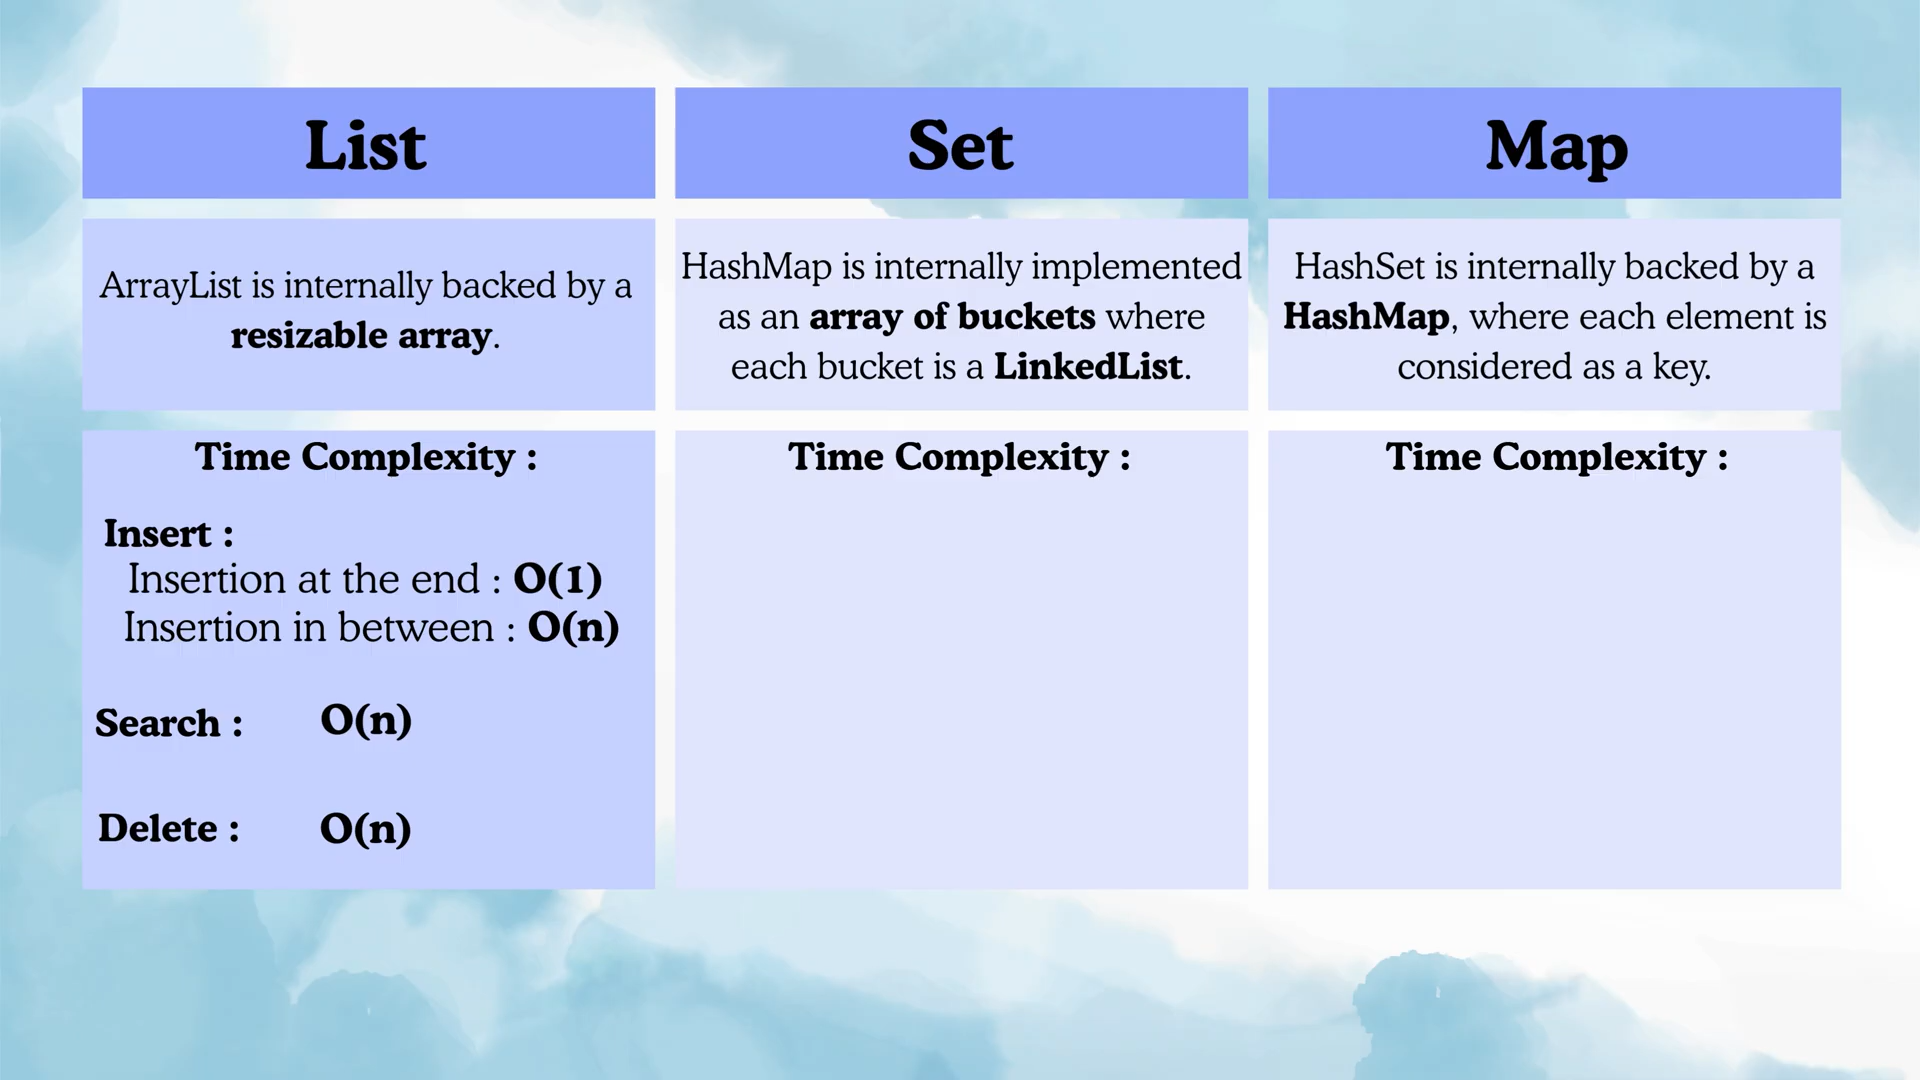 List
Set
Map
ArrayList is internally backed by a
resizable array.
HashMap is internally implemented
as an array of buckets where
each bucket is a LinkedList.
HashSet is internally backed by a
HashMap, where each element is
considered as a key.
Time Complexity :
Insert :
Insertion at the end : O(1)
Insertion in between : O(n)
Search : O(n)
Delete : O(n)
Time Complexity :
Time Complexity :